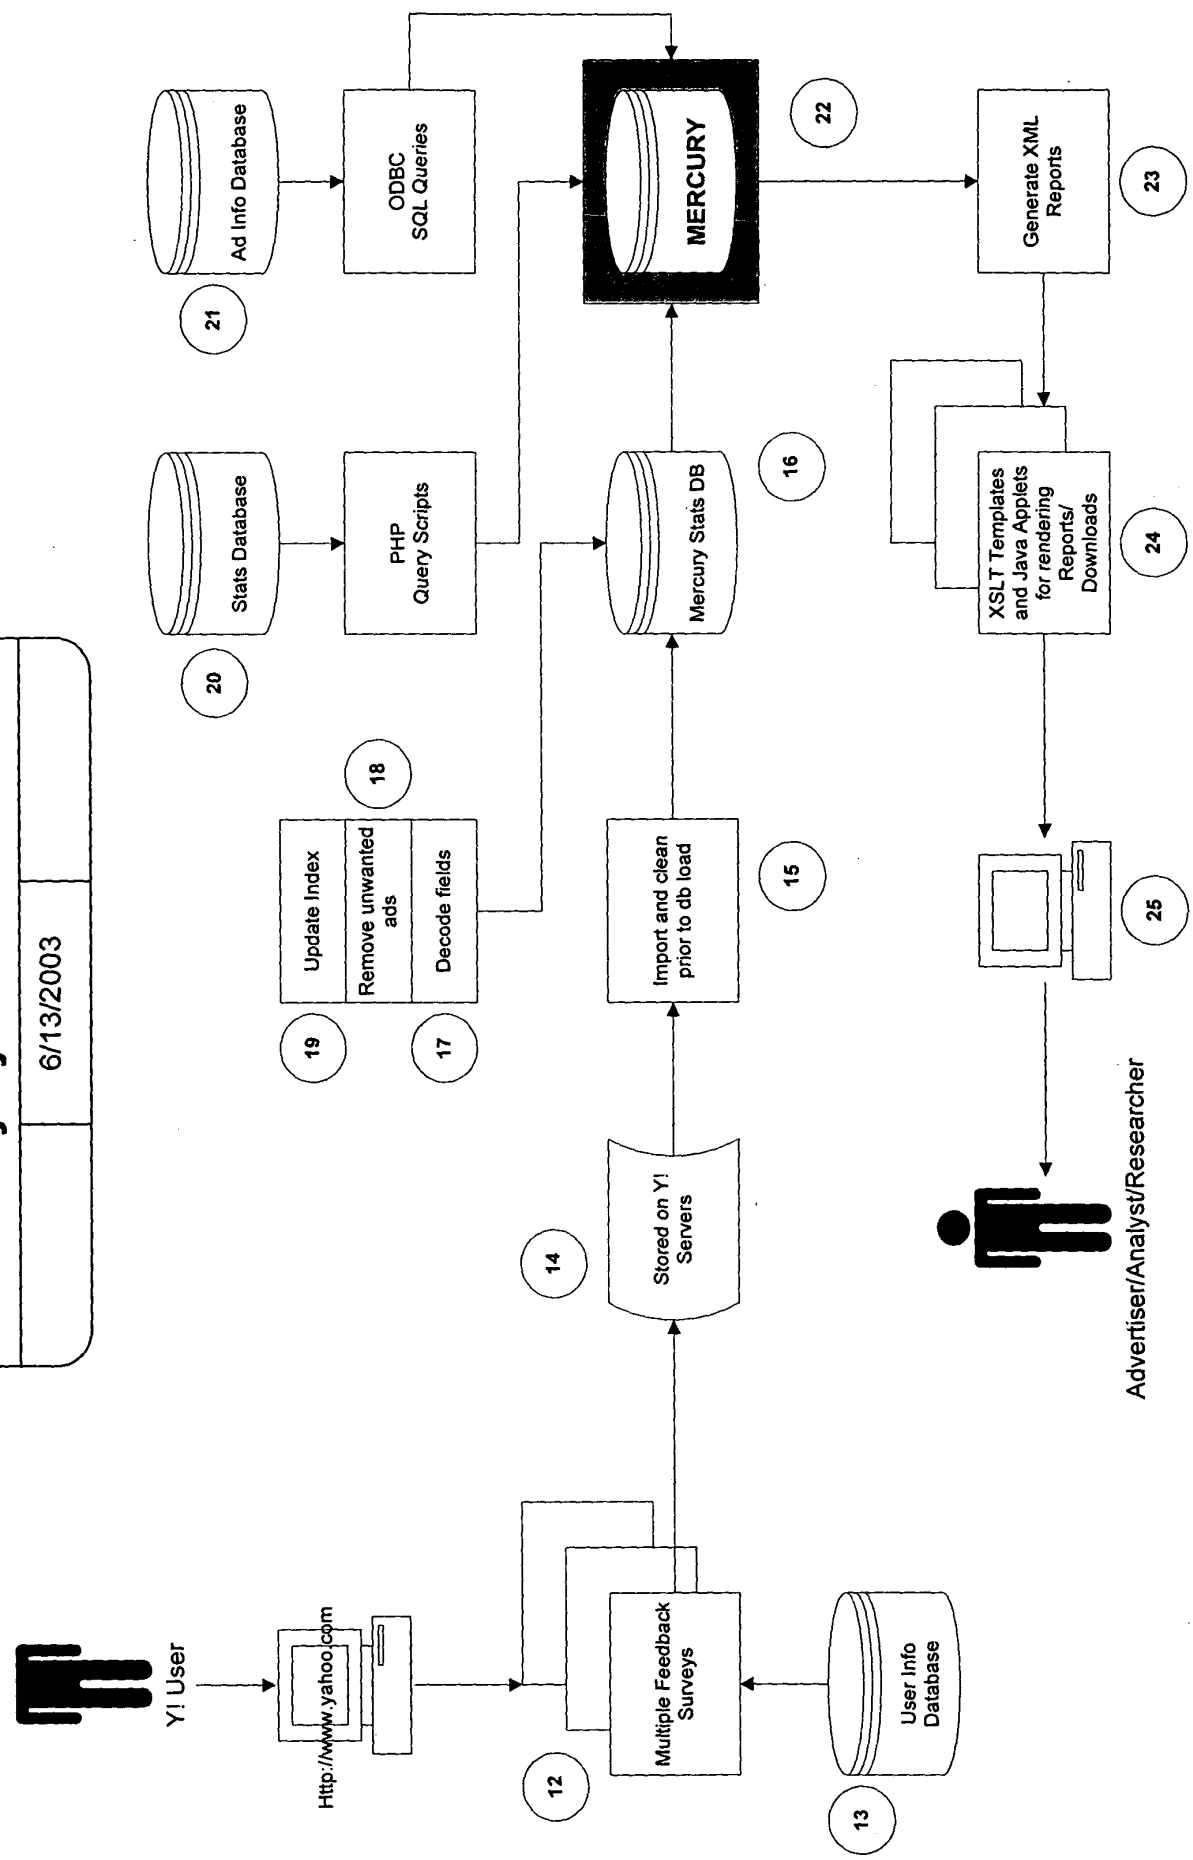 6/13/2003
Y! User
Http://www.yahoo.com
12
Multiple Feedback
Surveys
13
User Info
Database
14
Stored on Y!
Servers
19
Update Index
18
Remove unwanted
ads
17
Decode fields
Import and clean
prior to db load
15
20
Stats Database
PHP
Query Scripts
Mercury Stats DB
16
21
Ad Info Database
ODBC
SQL Queries
MERCURY
22
Generate XML
Reports
23
XSLT Templates
and Java Applets
for rendering
Reports/
Downloads
24
25
Advertiser/Analyst/Researcher